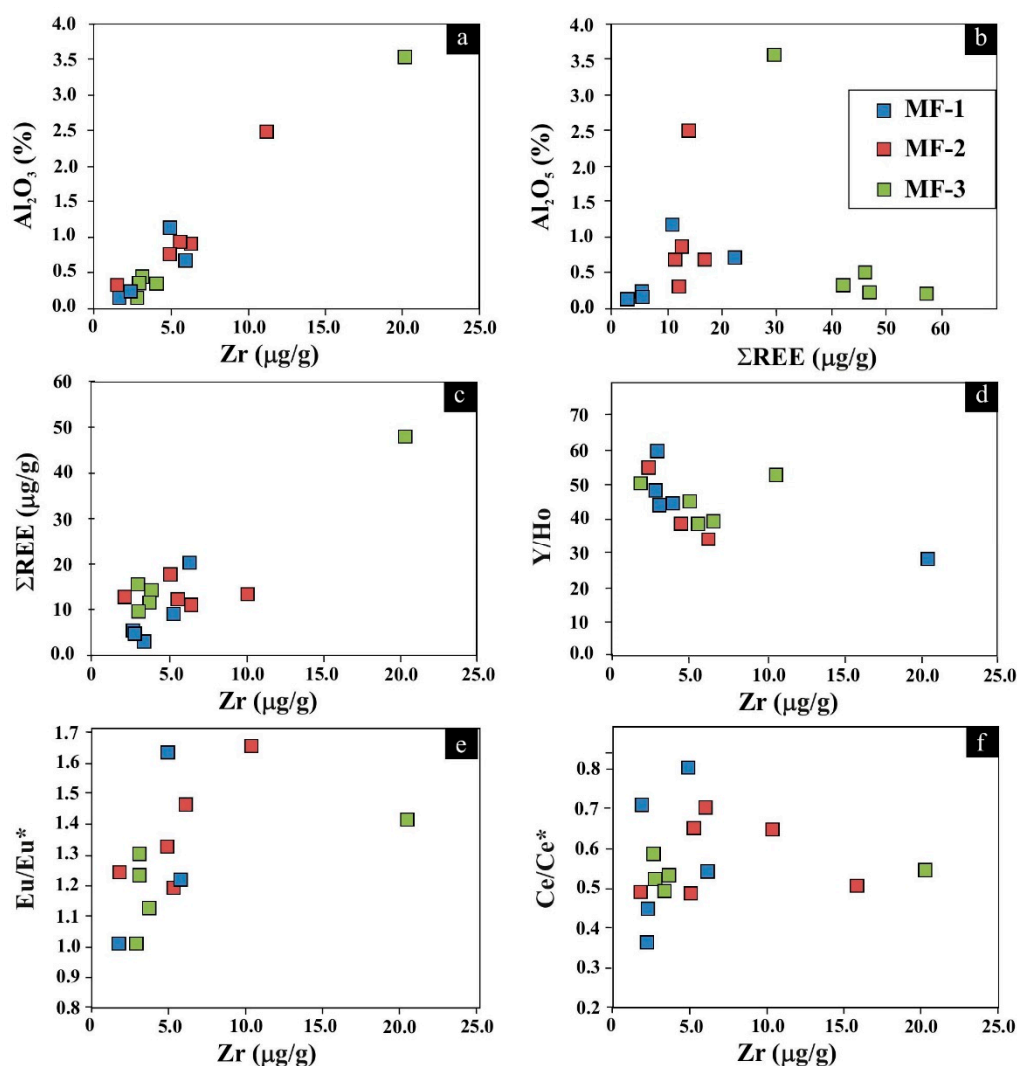 a
4.0
3.5
3.0
2.5
2.0
1.5
1.0
0.5
0.0
Al₂O₃ (%)
0 5.0 10.0 15.0 20.0 25.0
Zr (µg/g)
b
4.0
3.5
3.0
2.5
2.0
1.5
1.0
0.5
0.0
Al₂O₅ (%)
MF-1
MF-2
MF-3
0 10 20 30 40 50 60
ΣREE (µg/g)
c
60
50
40
30
20
10
0.0
ΣREE (µg/g)
0 5.0 10.0 15.0 20.0 25.0
Zr (µg/g)
d
70
60
50
40
30
20
10
0.0
Y/Ho
0 5.0 10.0 15.0 20.0 25.0
Zr (µg/g)
e
1.7
1.6
1.5
1.4
1.3
1.2
1.1
1.0
0.9
0.8
Eu/Eu*
0 5.0 10.0 15.0 20.0 25.0
Zr (µg/g)
f
0.8
0.7
0.6
0.5
0.4
0.3
0.2
Ce/Ce*
0 5.0 10.0 15.0 20.0 25.0
Zr (µg/g)